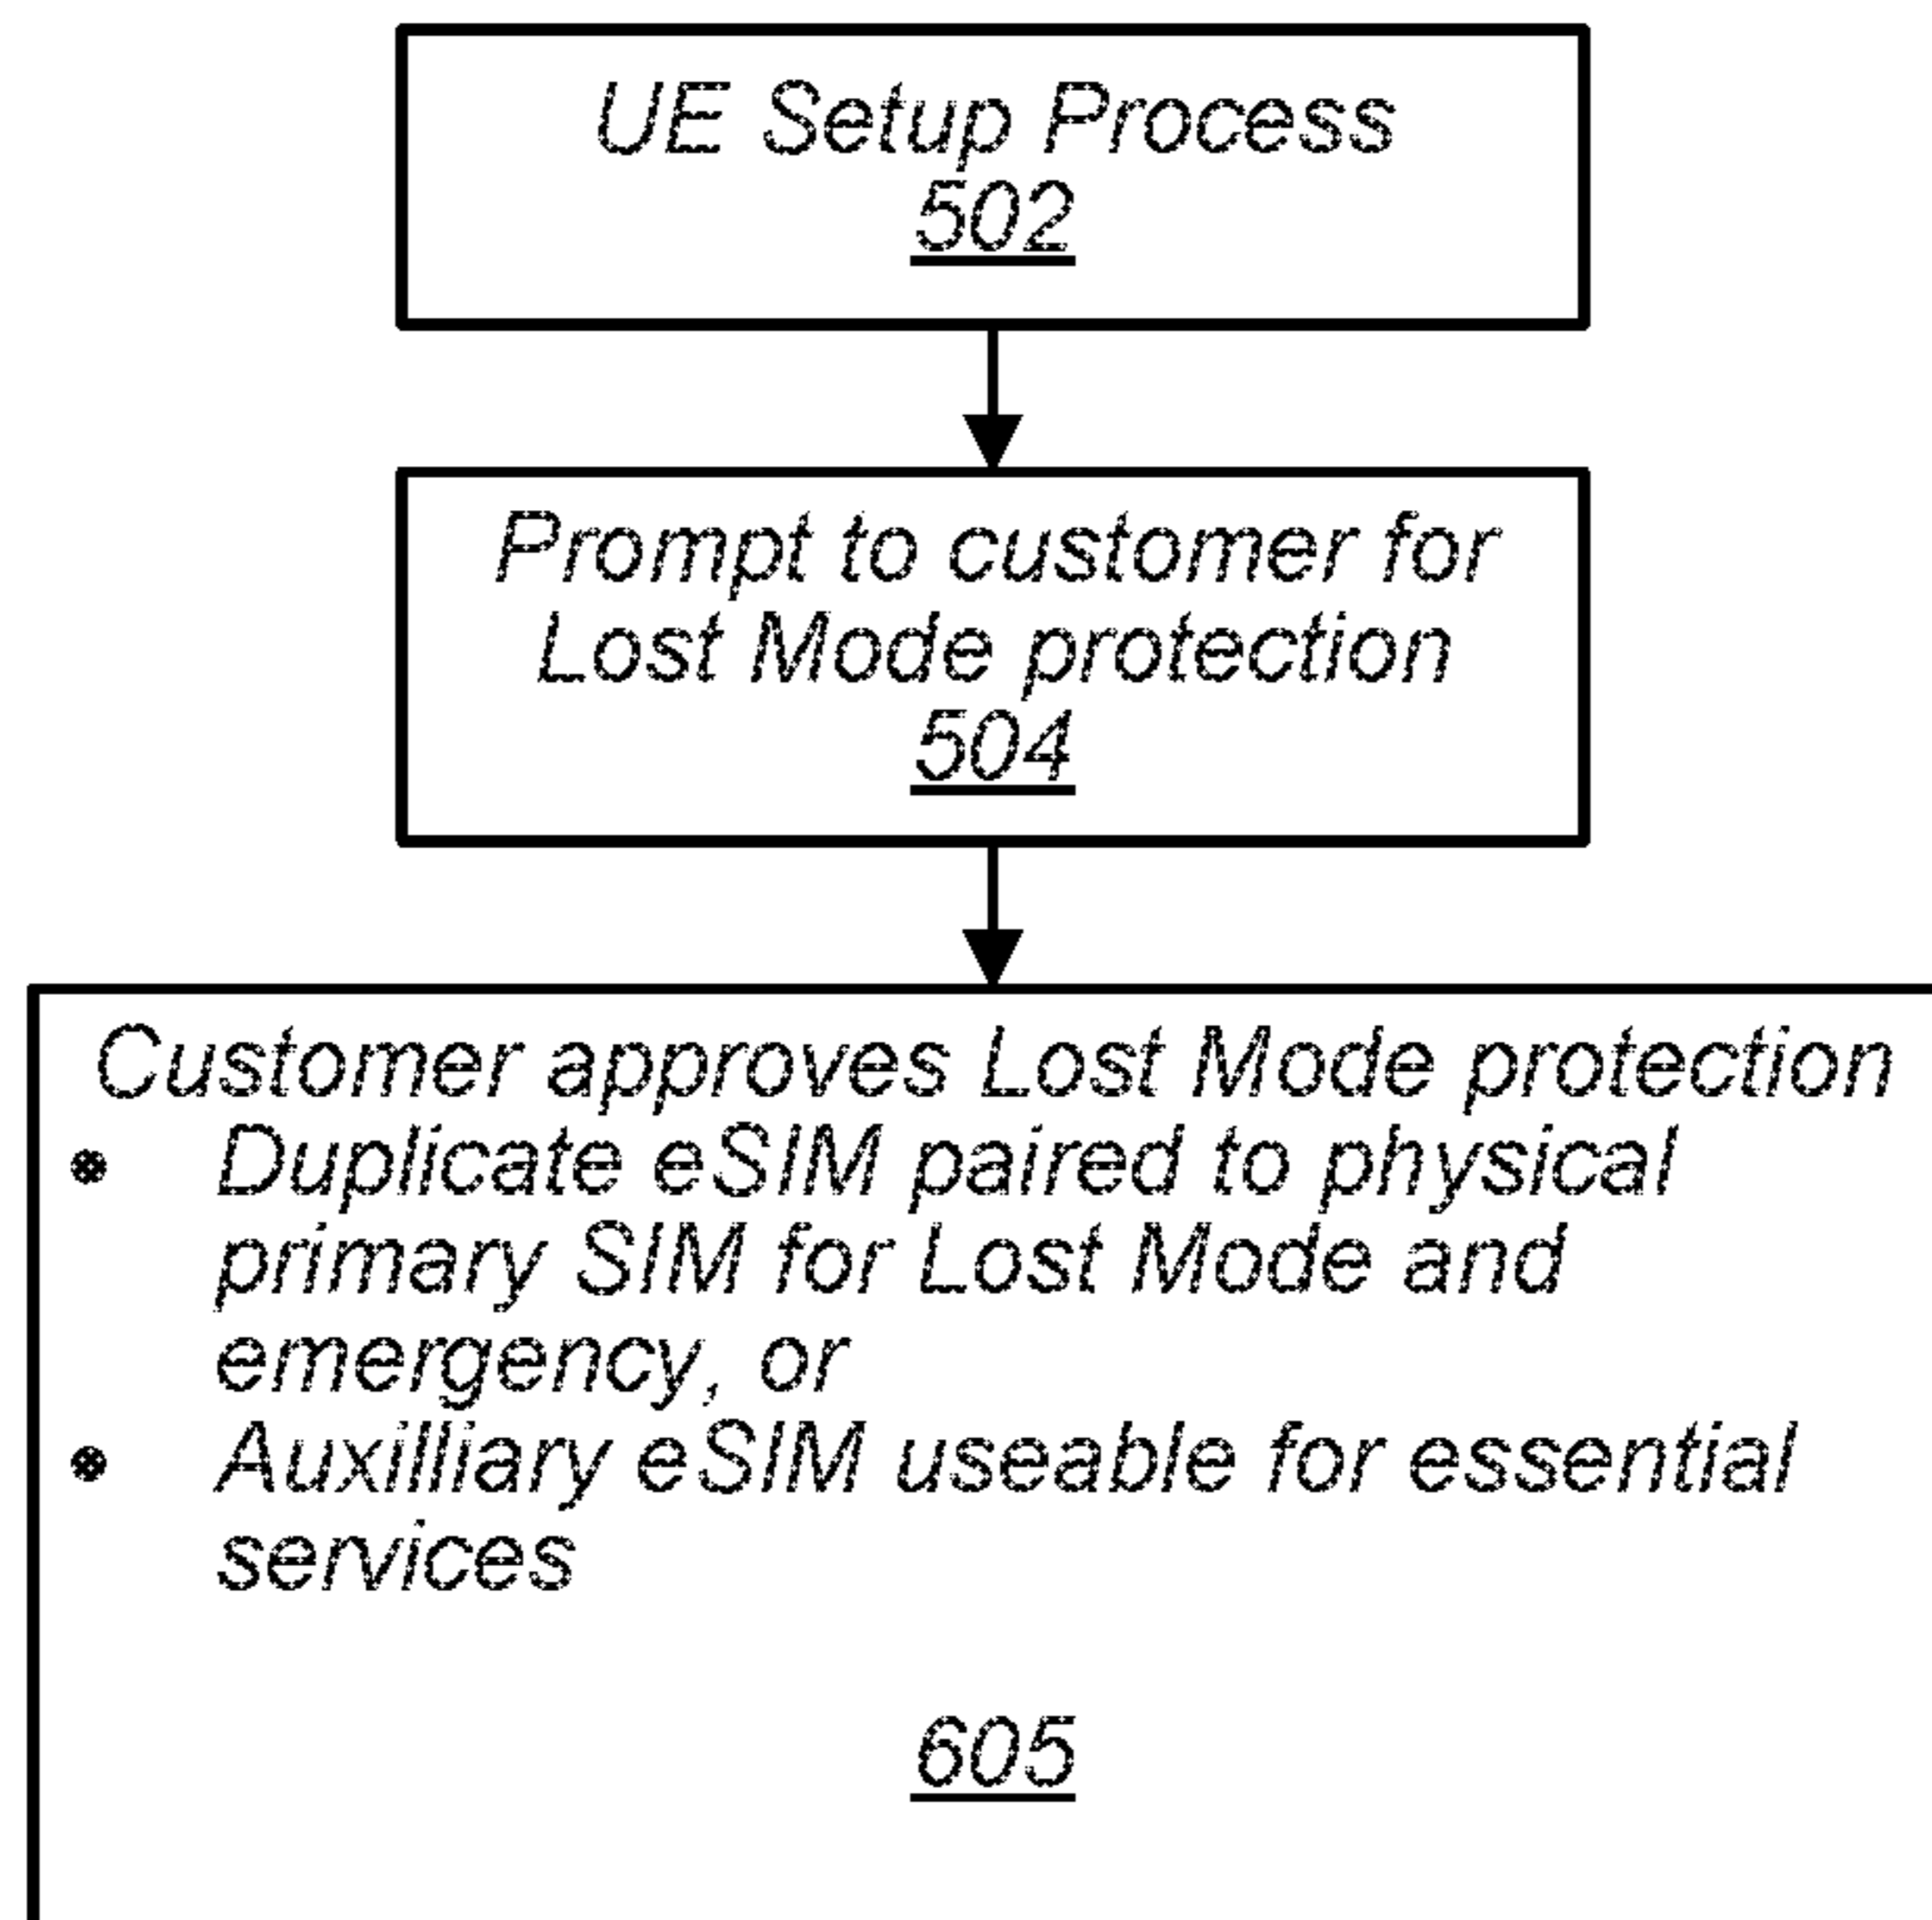 UE Setup Process
502
Prompt to customer for
Lost Mode protection
504
Customer approves Lost Mode protection
• Duplicate eSIM paired to physical
primary SIM for Lost Mode and
emergency, or
• Auxilliary eSIM useable for essential
services
605